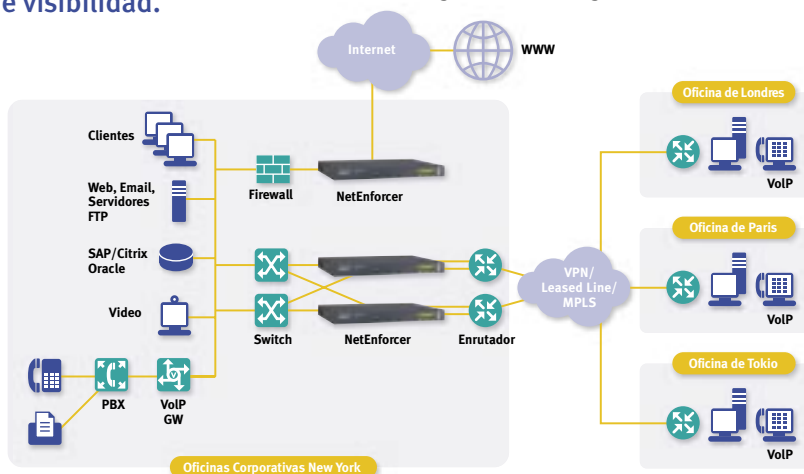 e visibilidad.
Internet
WWW
Clientes
Web, Email,
Servidores
FTP
Firewall
NetEnforcer
SAP/Citrix
Oracle
Video
Switch
NetEnforcer
Enrutador
PBX
VoIP
GW
Oficinas Corporativas New York
VPN/
Leased Line/
MPLS
Oficina de Londres
VoIP
Oficina de Paris
VoIP
Oficina de Tokio
VoIP